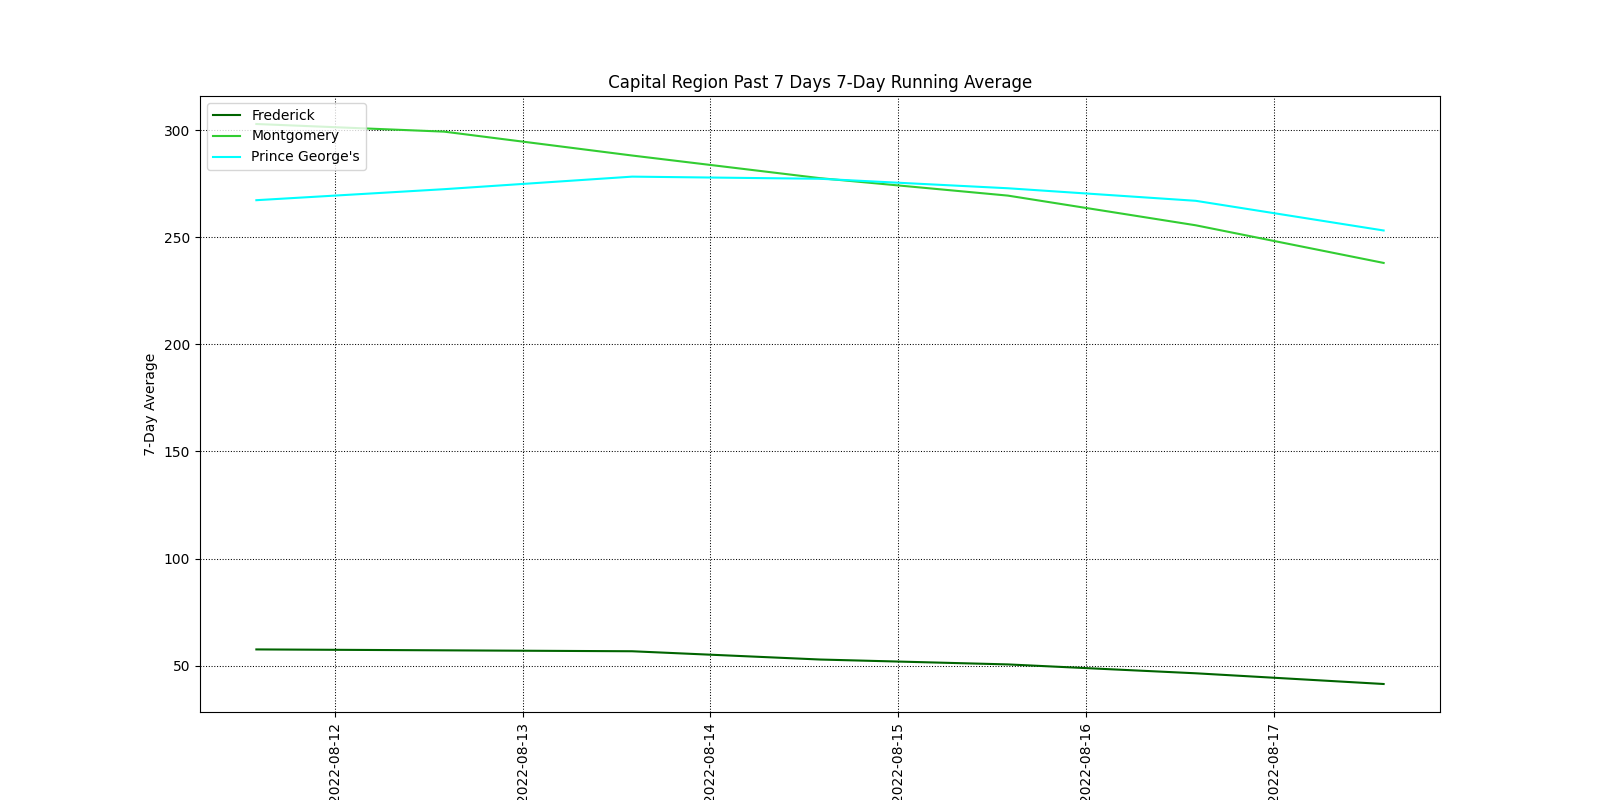 Capital Region Past 7 Days 7-Day Running Average
Frederick
Montgomery
Prince George's
300
250
200
150
100
50
7-Day Average
2022-08-12
2022-08-13
2022-08-14
2022-08-15
2022-08-16
2022-08-17